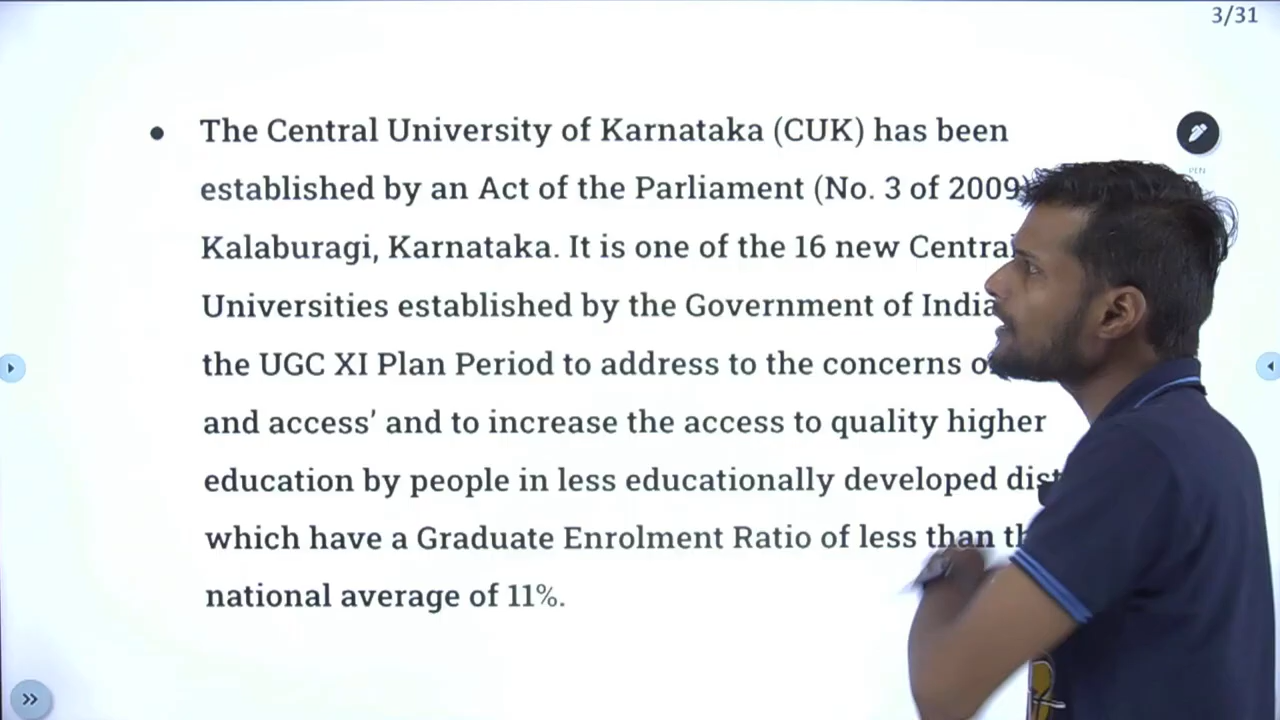 3/31
• The Central University of Karnataka (CUK) has been
established by an Act of the Parliament (No. 3 of 2009)
Kalaburagi, Karnataka. It is one of the 16 new Central
Universities established by the Government of India
the UGC XI Plan Period to address to the concerns
and access’ and to increase the access to quality higher
education by people in less educationally developed
which have a Graduate Enrolment Ratio of less than
national average of 11%.
PEN